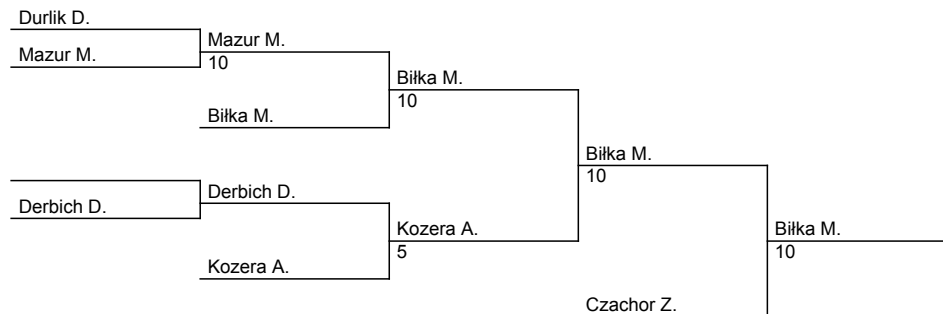 Durlik D.
Mazur M.
Mazur M.
10
Biłka M.
Biłka M.
10
Biłka M.
10
Derbich D.
Derbich D.
Kozera A.
5
Kozera A.
Biłka M.
10
Czachor Z.